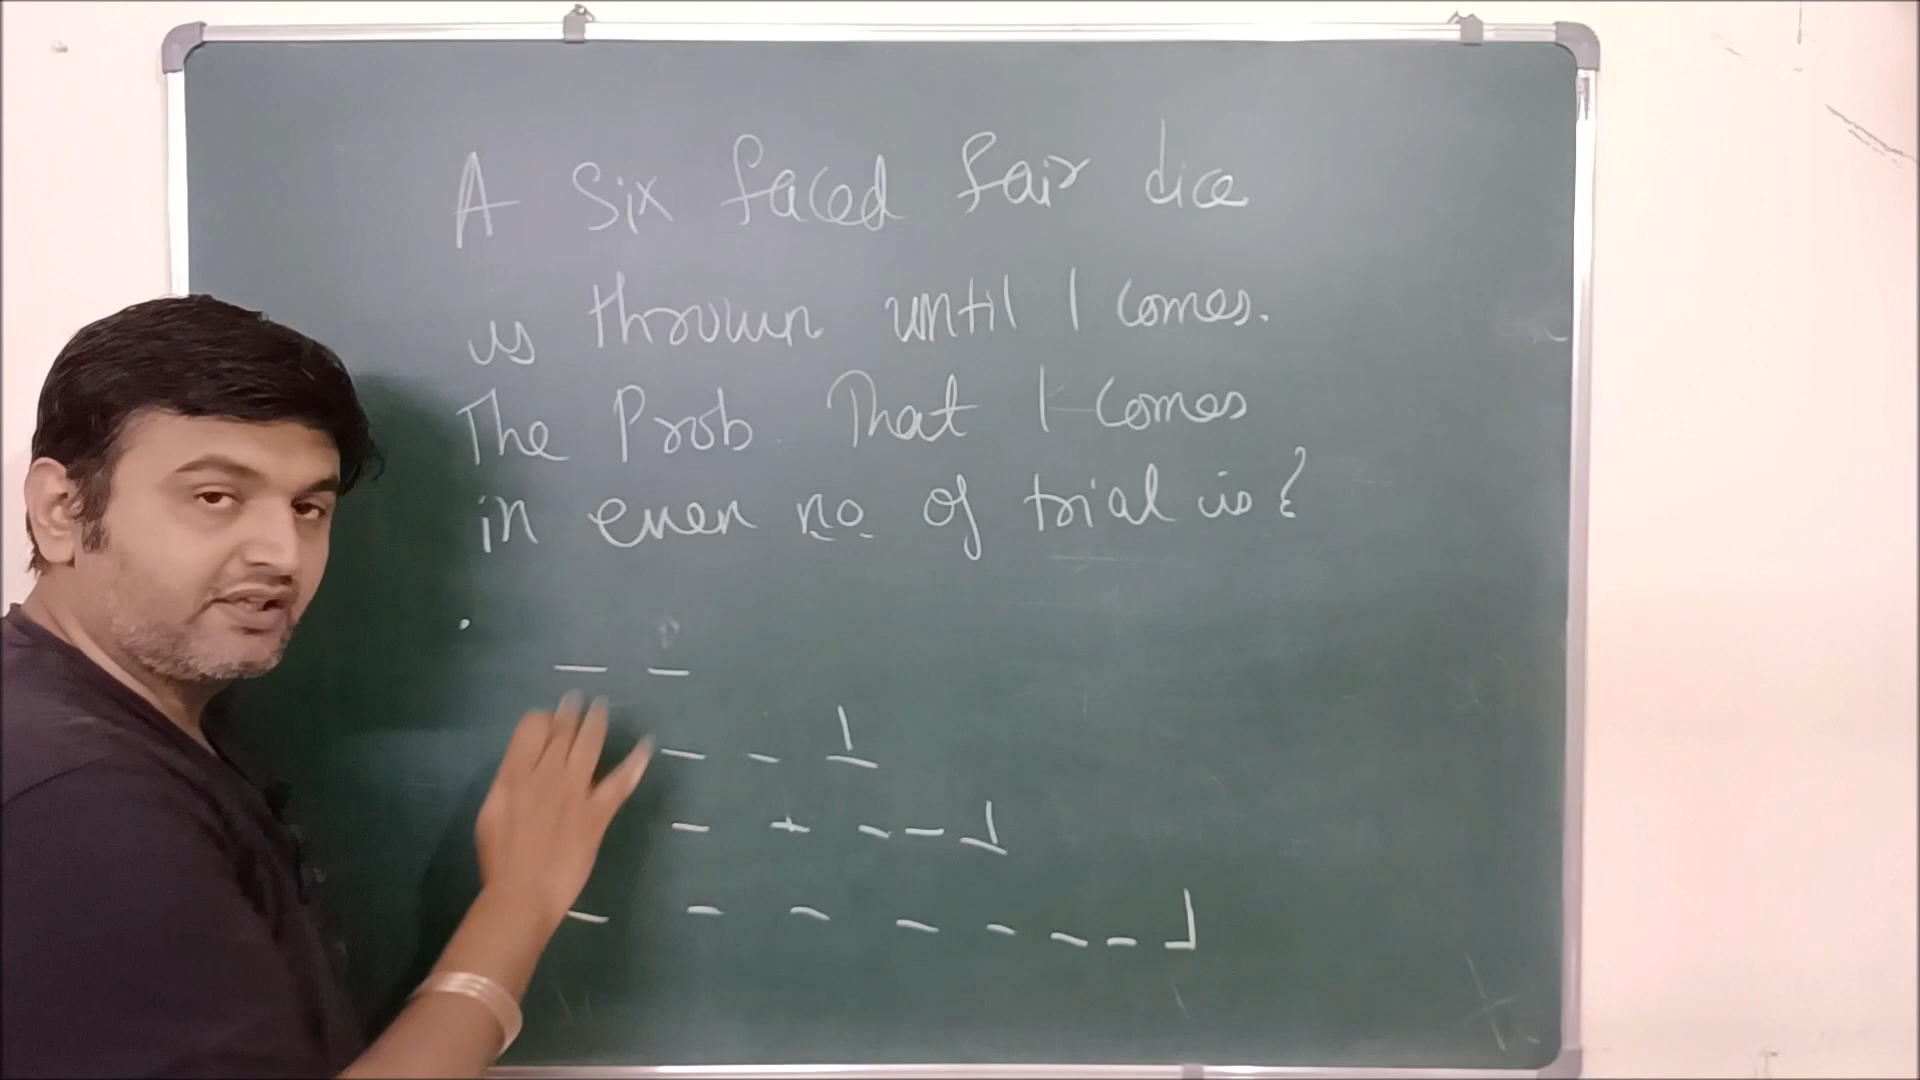 A Six faced fair dice
is thrown until 1 comes.
The Prob. That 1 comes
in even no of trial is?
1
1
1